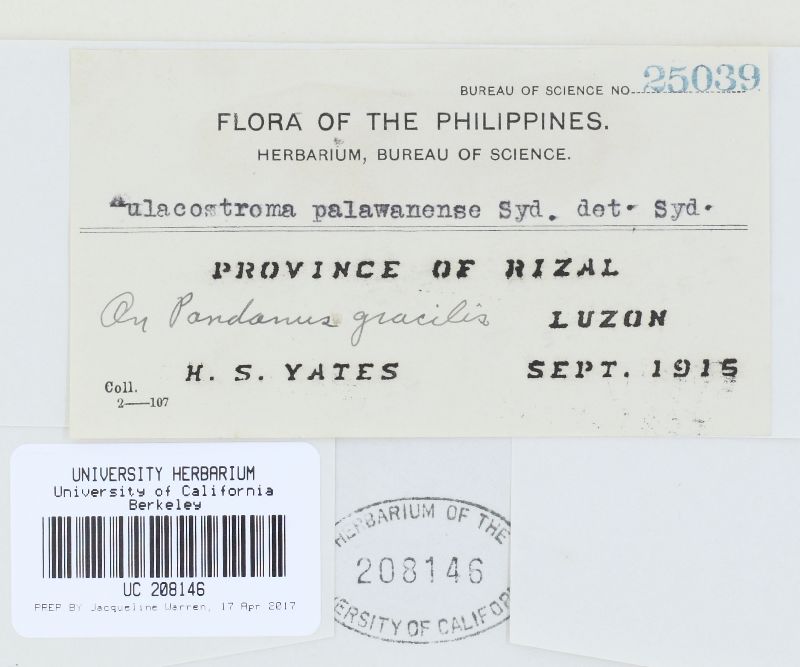 BUREAU OF SCIENCE NO. 25039
FLORA OF THE PHILIPPINES.
HERBARIUM, BUREAU OF SCIENCE.
Aulacostroma palawanense Syd. det. Syd.
PROVINCE OF RIZAL
On Pandanus gracilis LUZON
Coll. H. S. YATES SEPT. 1915
2—107
UNIVERSITY HERBARIUM
University of California
Berkeley
UC 208146
PREP BY Jacqueline Warren, 17 Apr 2017
HERBARIUM OF THE
208146
ERSITY OF CALIFOR